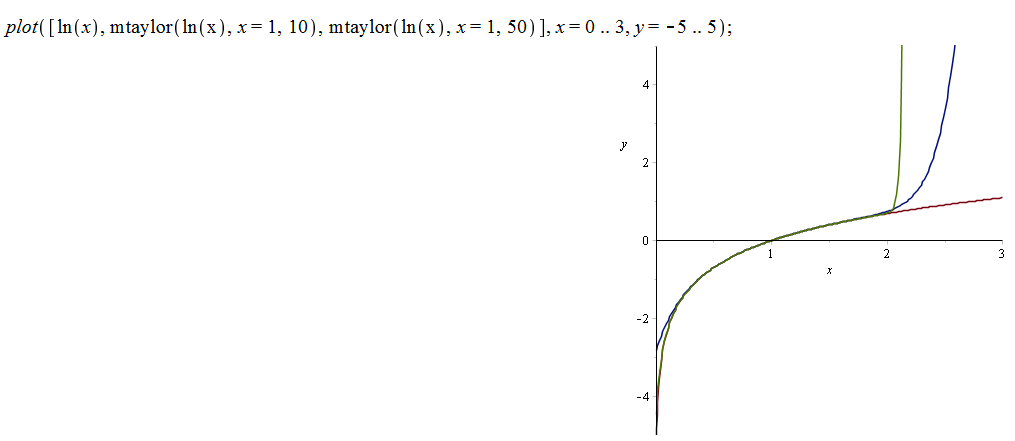 plot([ln(x), mtaylor(ln(x), x = 1, 10), mtaylor(ln(x), x = 1, 50)], x = 0 .. 3, y = -5 .. 5);
4
y
2
0
1
2
3
x
-2
-4